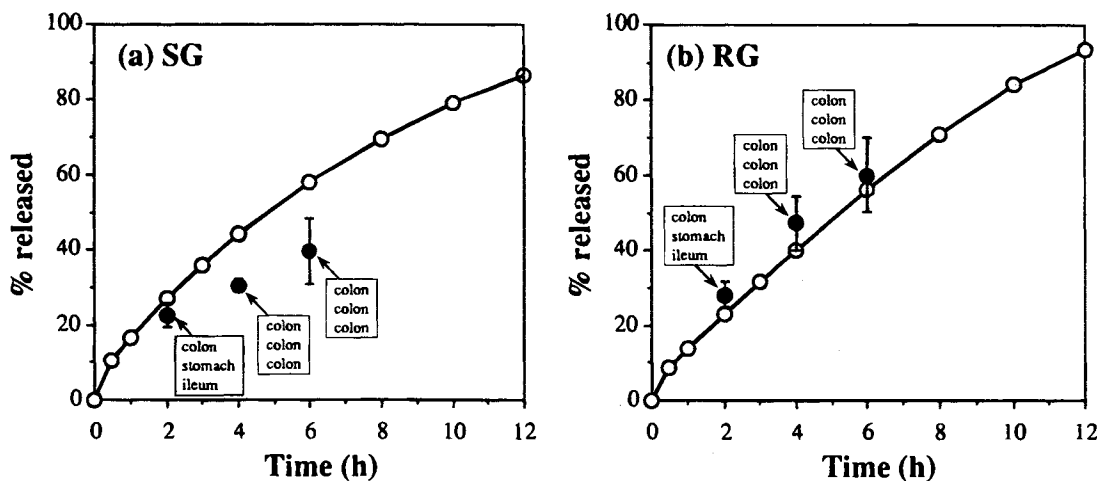 (a) SG
% released
100
80
60
40
20
0
colon
stomach
ileum
colon
colon
colon
colon
colon
colon
0 2 4 6 8 10 12
Time (h)
(b) RG
% released
100
80
60
40
20
0
colon
stomach
ileum
colon
colon
colon
colon
colon
colon
0 2 4 6 8 10 12
Time (h)